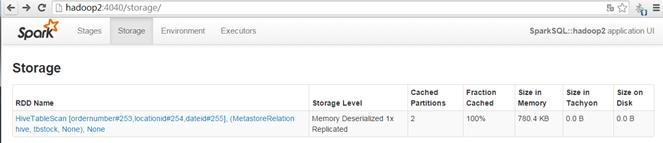 hadoop2:4040/storage/
Spark Stages Storage Environment Executors SparkSQL::hadoop2 application UI
Storage
RDD Name Storage Level Cached Partitions Fraction Cached Size in Memory Size in Tachyon Size on Disk
HiveTableScan [ordernumber#253,locationid#254,dateid#255], (MetastoreRelation Memory Deserialized 1x 2 100% 780.4 KB 0.0 B 0.0 B
hive, tbstock, None), None Replicated